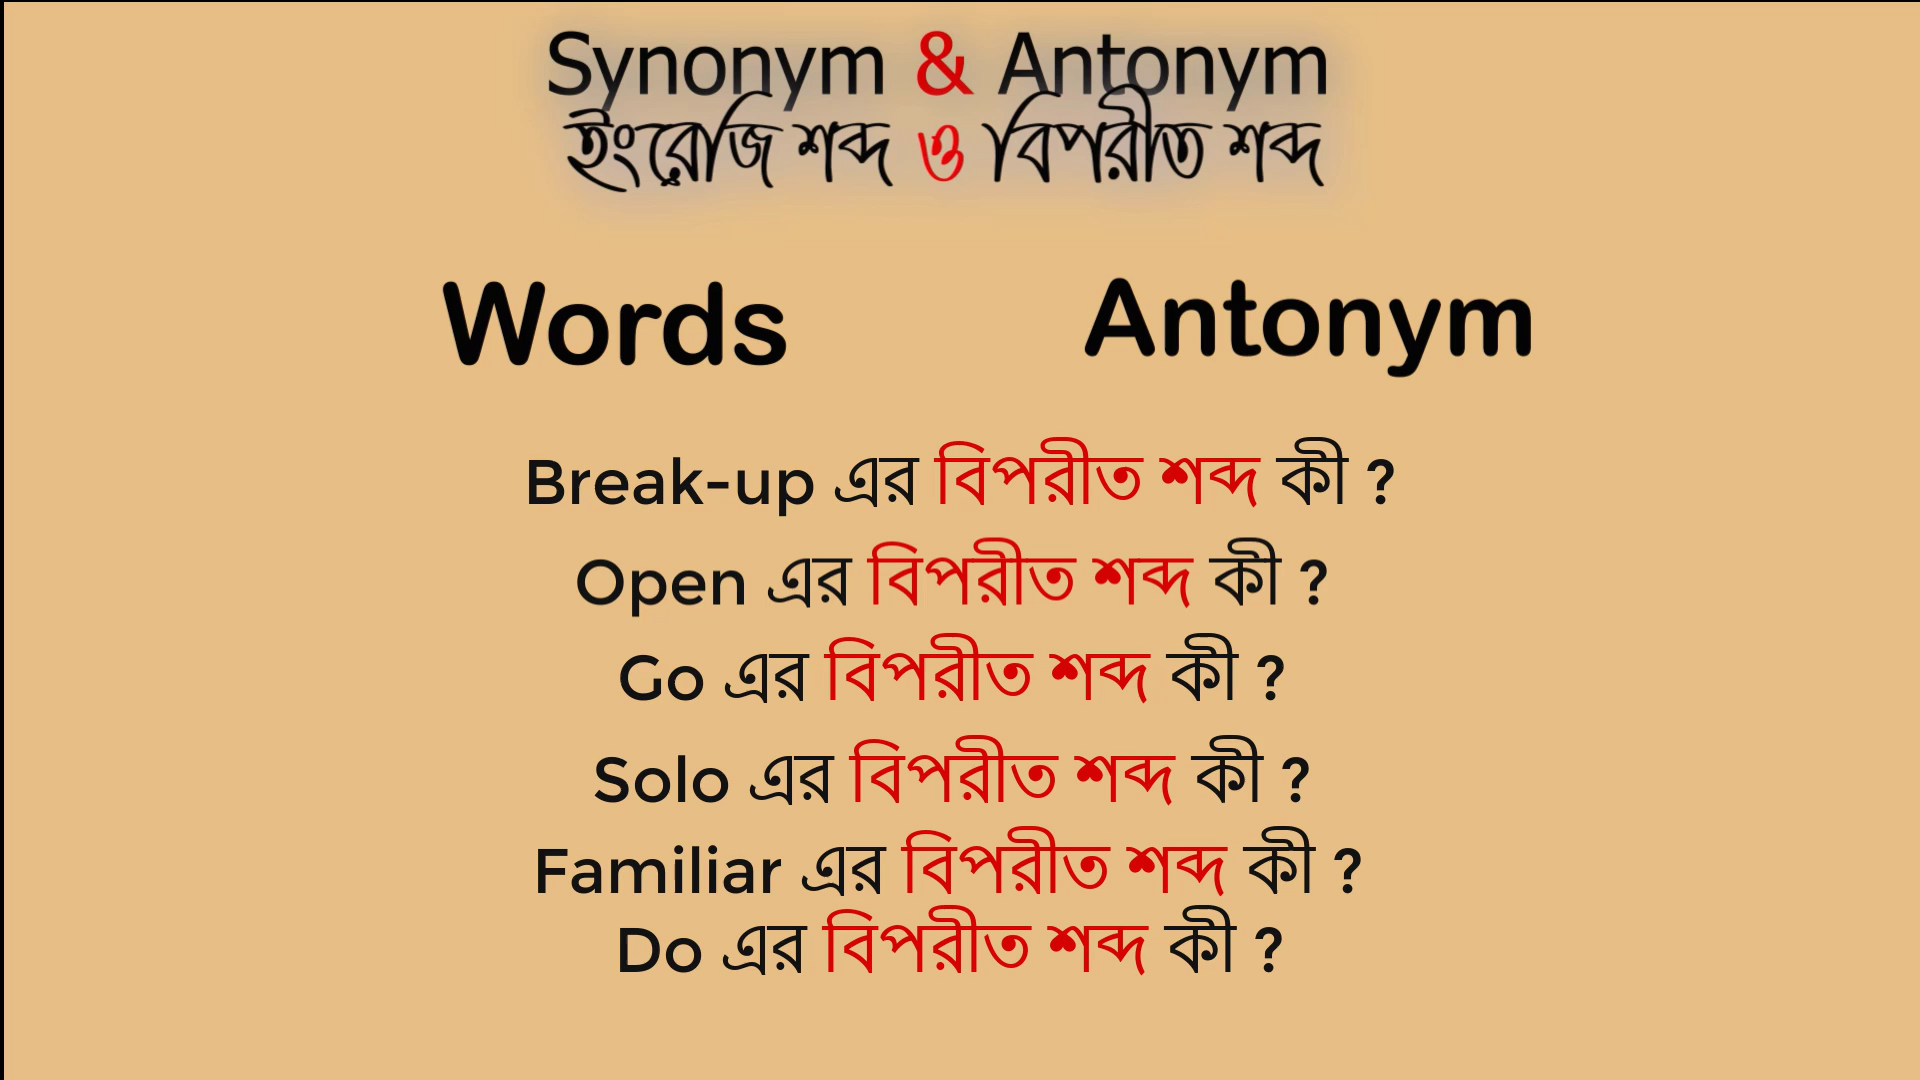 Synonym & Antonym
ইংরেজি শব্দ ও বিপরীত শব্দ
Words Antonym
Break-up এর বিপরীত শব্দ কী ?
Open এর বিপরীত শব্দ কী ?
Go এর বিপরীত শব্দ কী ?
Solo এর বিপরীত শব্দ কী ?
Familiar এর বিপরীত শব্দ কী ?
Do এর বিপরীত শব্দ কী ?